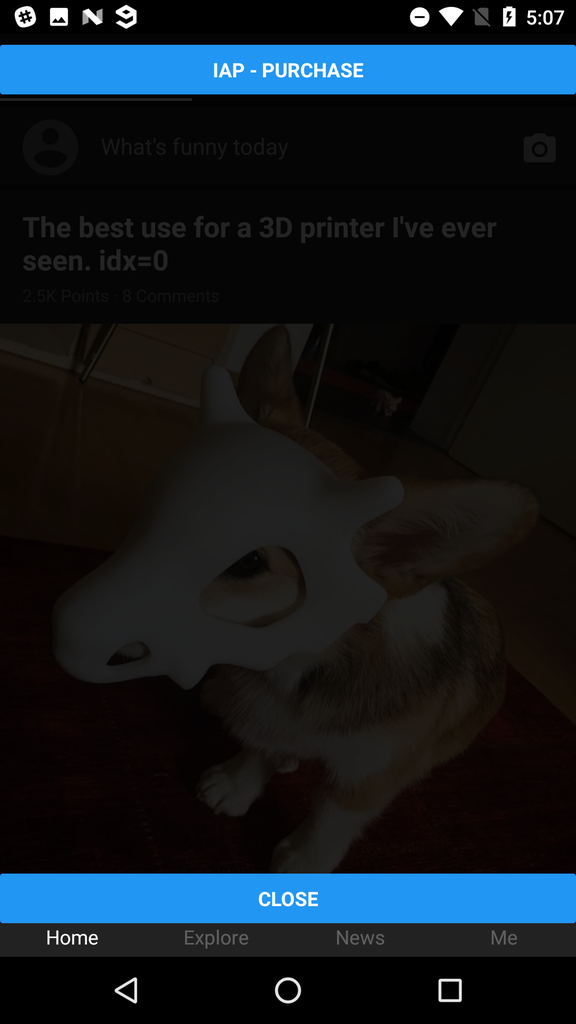 5:07
IAP - PURCHASE
What's funny today
The best use for a 3D printer I've ever
seen. idx=0
2.5K Points · 8 Comments
CLOSE
Home Explore News Me